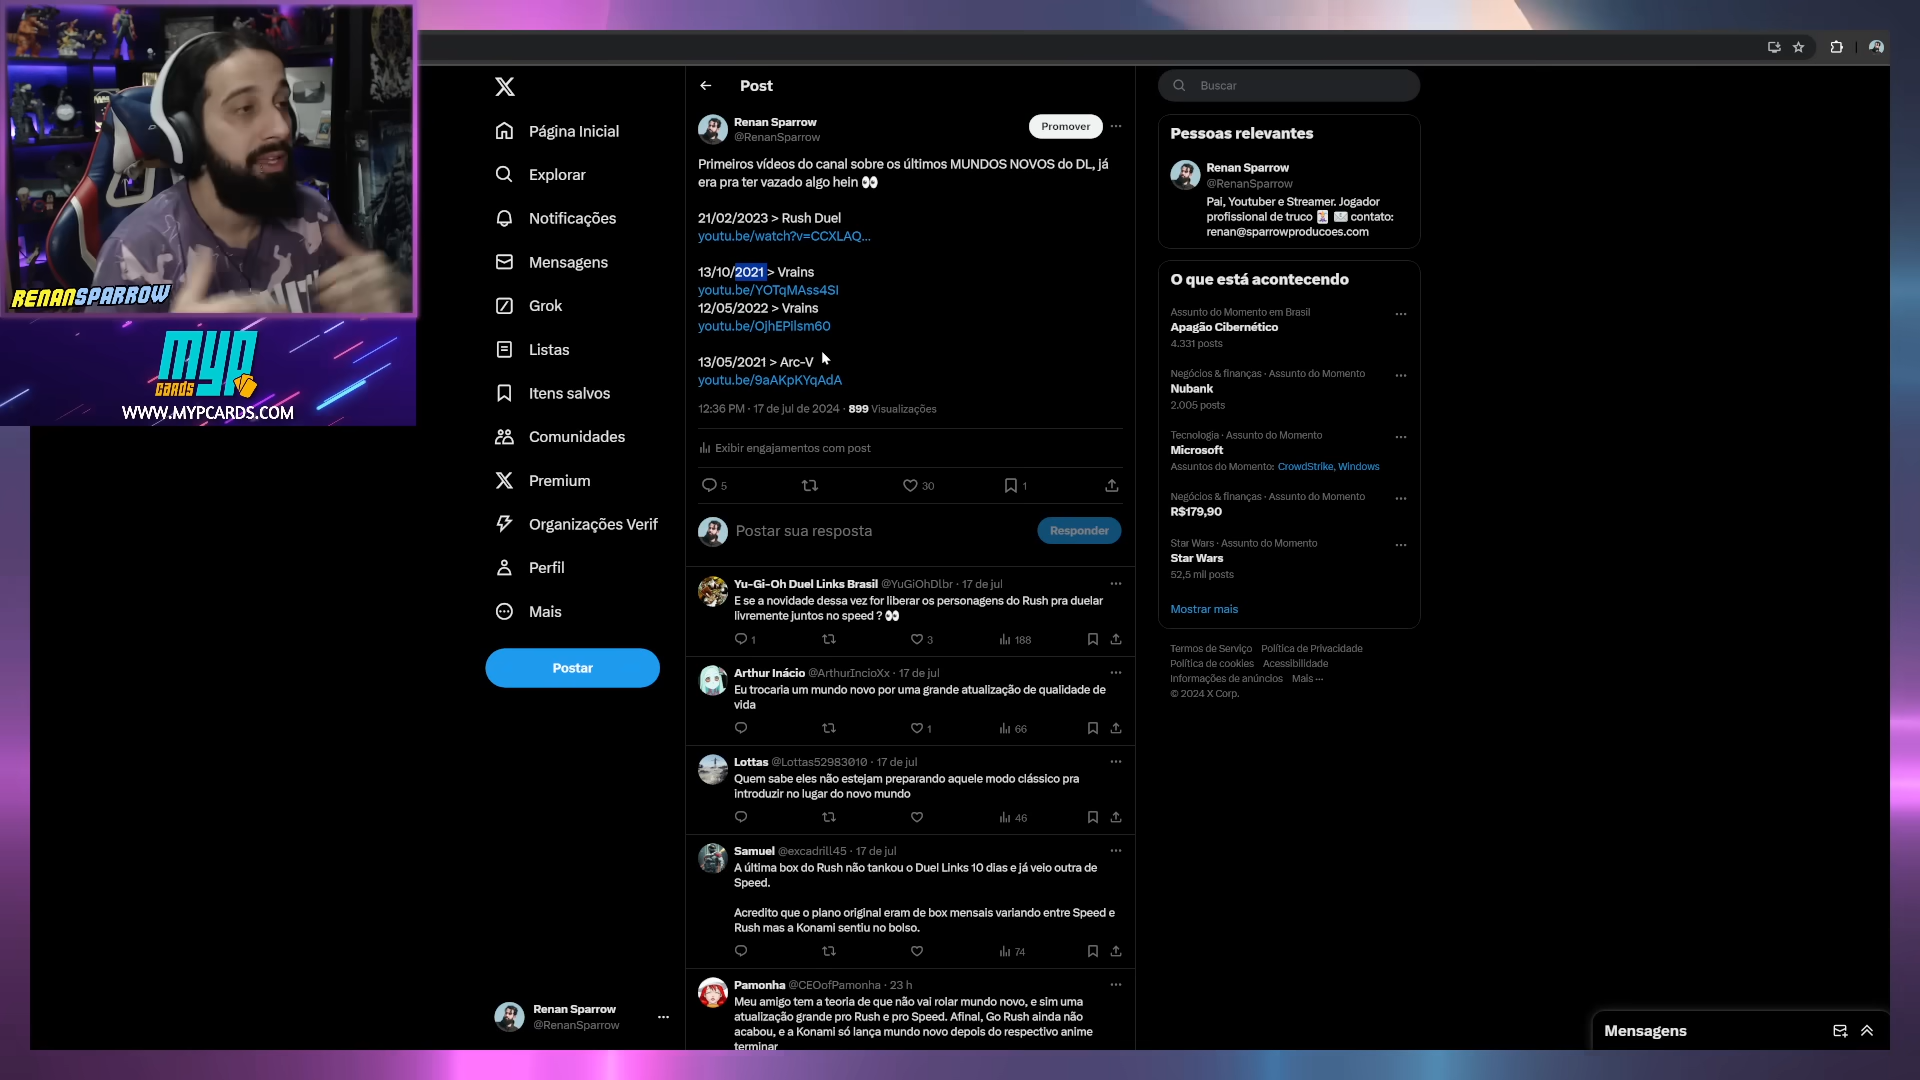 RENANSPARROW
MYP
CARDS
WWW.MYPCARDS.COM
Página Inicial
Explorar
Notificações
Mensagens
Grok
Listas
Itens salvos
Comunidades
Premium
Organizações Verif
Perfil
Mais
Postar
Renan Sparrow
@RenanSparrow
Post
Renan Sparrow
@RenanSparrow
Promover
Primeiros vídeos do canal sobre os últimos MUNDOS NOVOS do DL, já
era pra ter vazado algo hein 👀
21/02/2023 > Rush Duel
youtu.be/watch?v=CCXLAQ...
13/10/2021 > Vrains
youtu.be/YOTqMAss4SI
12/05/2022 > Vrains
youtu.be/OjhEPIlsm60
13/05/2021 > Arc-V
youtu.be/9aAKpKYqAdA
12:36 PM · 17 de jul de 2024 · 899 Visualizações
Exibir engajamentos com post
5 30 1
Postar sua resposta
Responder
Yu-Gi-Oh Duel Links Brasil @YuGiOhDlbr · 17 de jul
E se a novidade dessa vez for liberar os personagens do Rush pra duelar
livremente juntos no speed ? 👀
1 3 188
Arthur Inácio @ArthurIncioXx · 17 de jul
Eu trocaria um mundo novo por uma grande atualização de qualidade de
vida
1 66
Lottas @Lottas52983010 · 17 de jul
Quem sabe eles não estejam preparando aquele modo clássico pra
introduzir no lugar do novo mundo
46
Samuel @excadrill45 · 17 de jul
A última box do Rush não tankou o Duel Links 10 dias e já veio outra de
Speed.
Acredito que o plano original eram de box mensais variando entre Speed e
Rush mas a Konami sentiu no bolso.
74
Pamonha @CEOofPamonha · 23 h
Meu amigo tem a teoria de que não vai rolar mundo novo, e sim uma
atualização grande pro Rush e pro Speed. Afinal, Go Rush ainda não
acabou, e a Konami só lança mundo novo depois do respectivo anime
terminar
Buscar
Pessoas relevantes
Renan Sparrow
@RenanSparrow
Pai, Youtuber e Streamer. Jogador
profissional de truco 🃏 ✉️ contato:
renan@sparrowproducoes.com
O que está acontecendo
Assunto do Momento em Brasil
Apagão Cibernético
4.331 posts
Negócios & finanças · Assunto do Momento
Nubank
2.005 posts
Tecnologia · Assunto do Momento
Microsoft
Assuntos do Momento: CrowdStrike, Windows
Negócios & finanças · Assunto do Momento
R$179,90
Star Wars · Assunto do Momento
Star Wars
52,5 mil posts
Mostrar mais
Termos de Serviço Política de Privacidade
Política de cookies Acessibilidade
Informações de anúncios Mais ···
© 2024 X Corp.
Mensagens